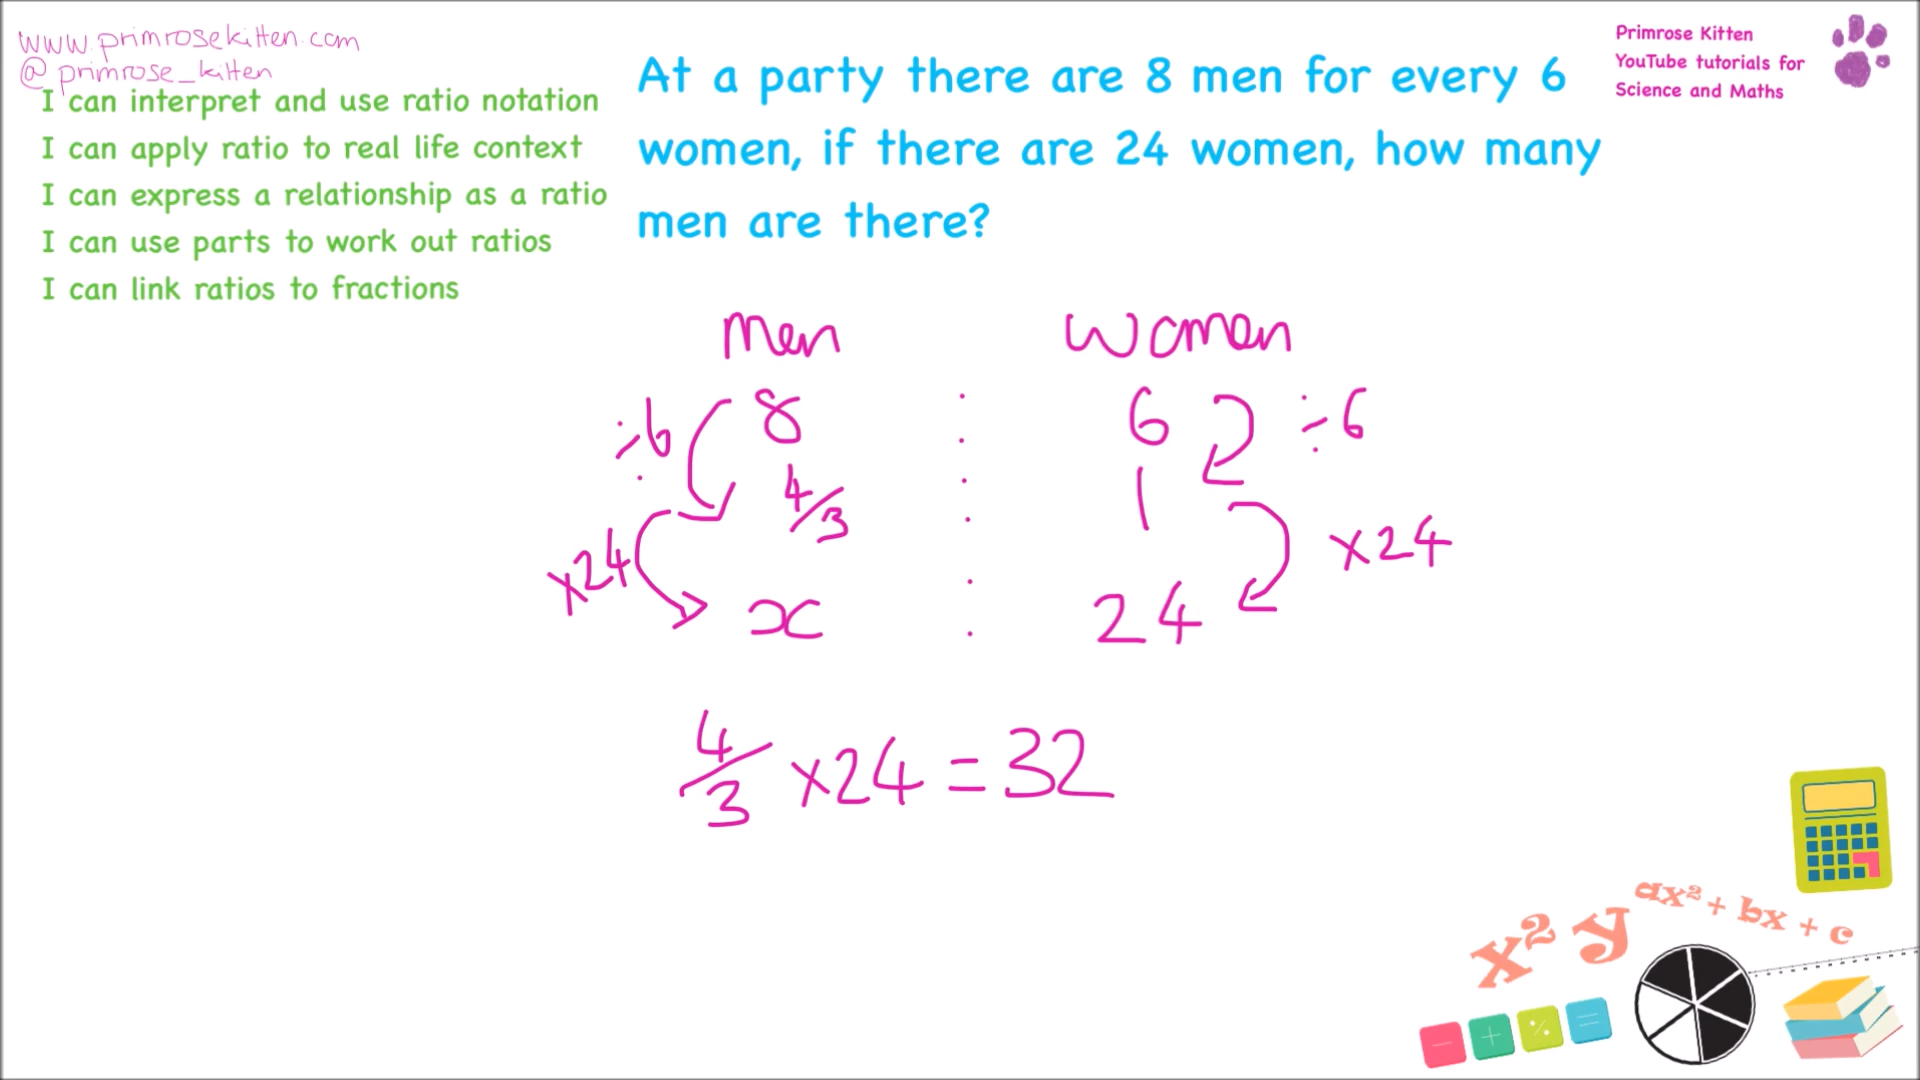 www.primrosekitten.com
@primrose_kitten
I can interpret and use ratio notation
I can apply ratio to real life context
I can express a relationship as a ratio
I can use parts to work out ratios
I can link ratios to fractions
At a party there are 8 men for every 6
women, if there are 24 women, how many
men are there?
Primrose Kitten
YouTube tutorials for
Science and Maths
Men Women
÷6 8 : 6 ÷6
4/3 : 1
x24 x24
x : 24
4/3 x24 = 32
ax² + bx + c
x² y
− + % =